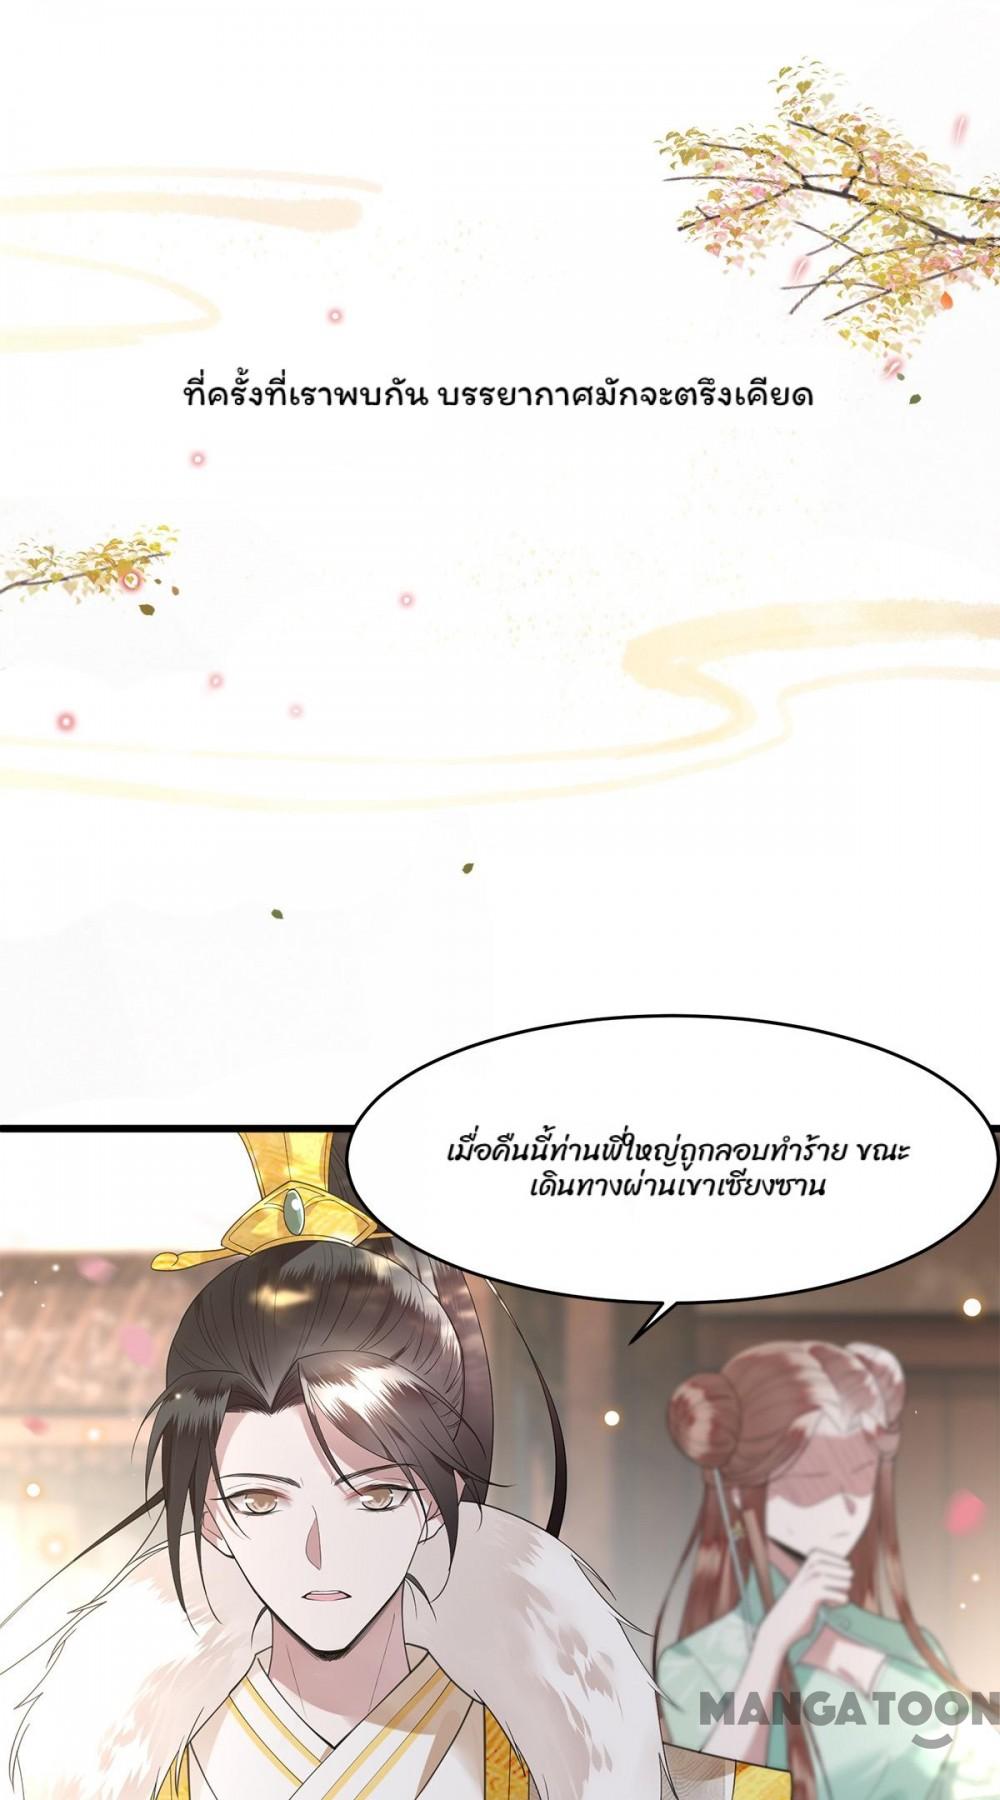 ที่ครั้งที่เราพบกัน บรรยากาศมักจะตรึงเคียด
เมื่อคืนนี้ท่านพี่ใหญ่ถูกลอบทำร้าย ขณะ
เดินทางผ่านเขาเซียงซาน
MANGATOON